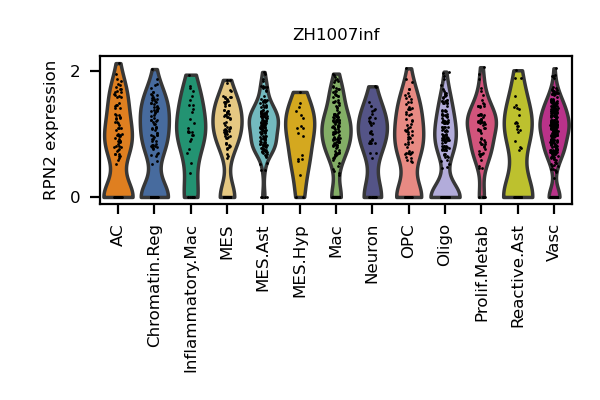 ZH1007inf
RPN2 expression
2
0
AC
Chromatin.Reg
Inflammatory.Mac
MES
MES.Ast
MES.Hyp
Mac
Neuron
OPC
Oligo
Prolif.Metab
Reactive.Ast
Vasc